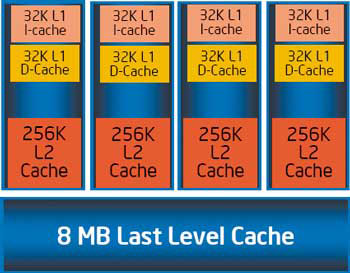 32K L1
I-cache
32K L1
D-Cache
256K
L2
Cache
32K L1
I-cache
32K L1
D-Cache
256K
L2
Cache
32K L1
I-cache
32K L1
D-Cache
256K
L2
Cache
32K L1
I-cache
32K L1
D-Cache
256K
L2
Cache
8 MB Last Level Cache